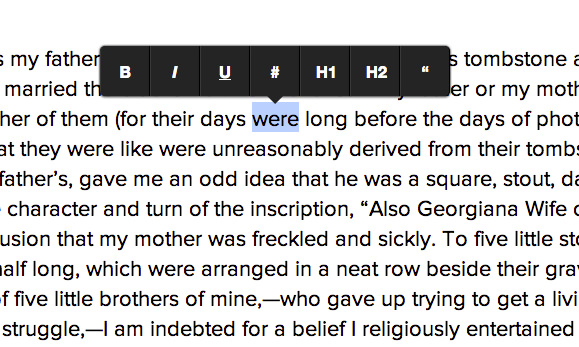 s my father
s tombstone a
B I U # H1 H2 “
married th
er or my moth
her of them (for their days were long before the days of phot
at they were like were unreasonably derived from their tombs
father’s, gave me an odd idea that he was a square, stout, da
e character and turn of the inscription, “Also Georgiana Wife o
usion that my mother was freckled and sickly. To five little sto
half long, which were arranged in a neat row beside their grav
of five little brothers of mine,—who gave up trying to get a livi
struggle,—I am indebted for a belief I religiously entertained